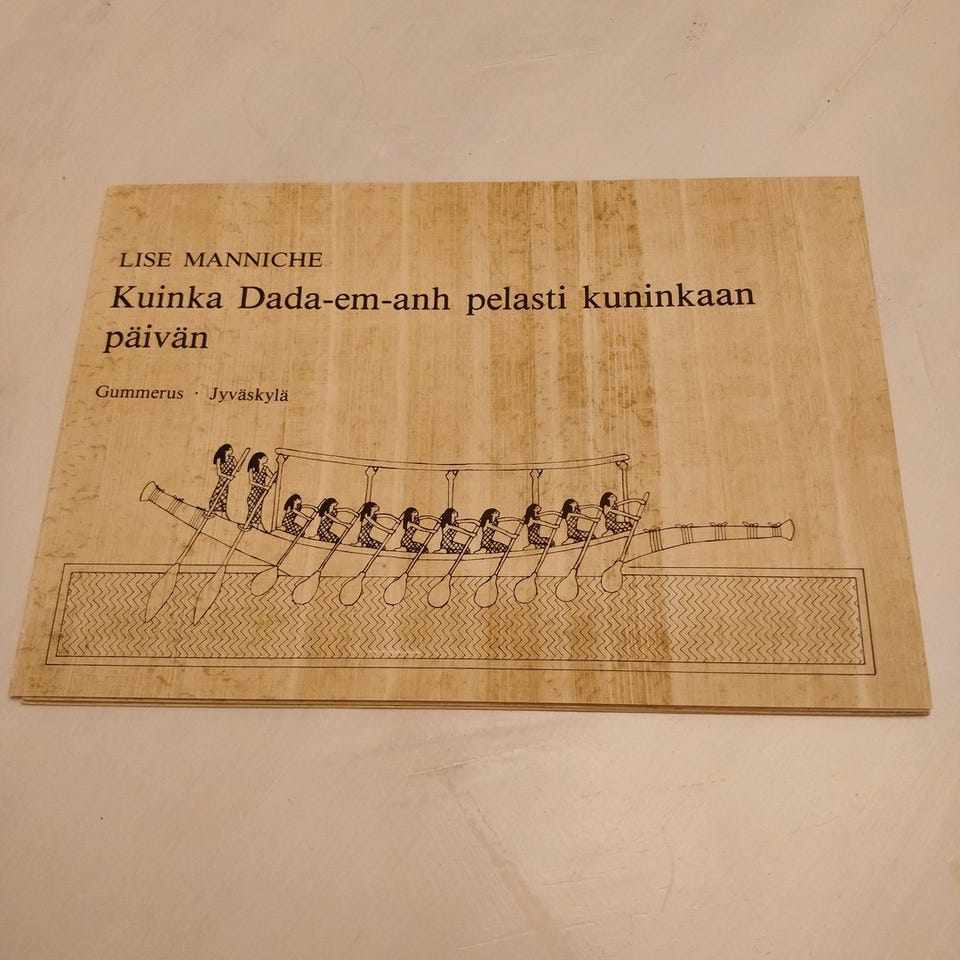 LISE MANNICHE
Kuinka Dada-em-anh pelasti kuninkaan
päivän
Gummerus · Jyväskylä